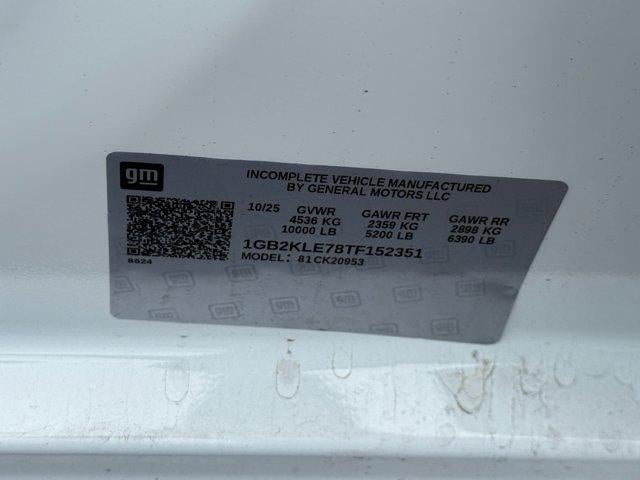 gm
INCOMPLETE VEHICLE MANUFACTURED
BY GENERAL MOTORS LLC
10/25 GVWR GAWR FRT GAWR RR
4536 KG 2359 KG 2898 KG
10000 LB 5200 LB 6390 LB
1GB2KLE78TF152351
MODEL: 81CK20953
8624